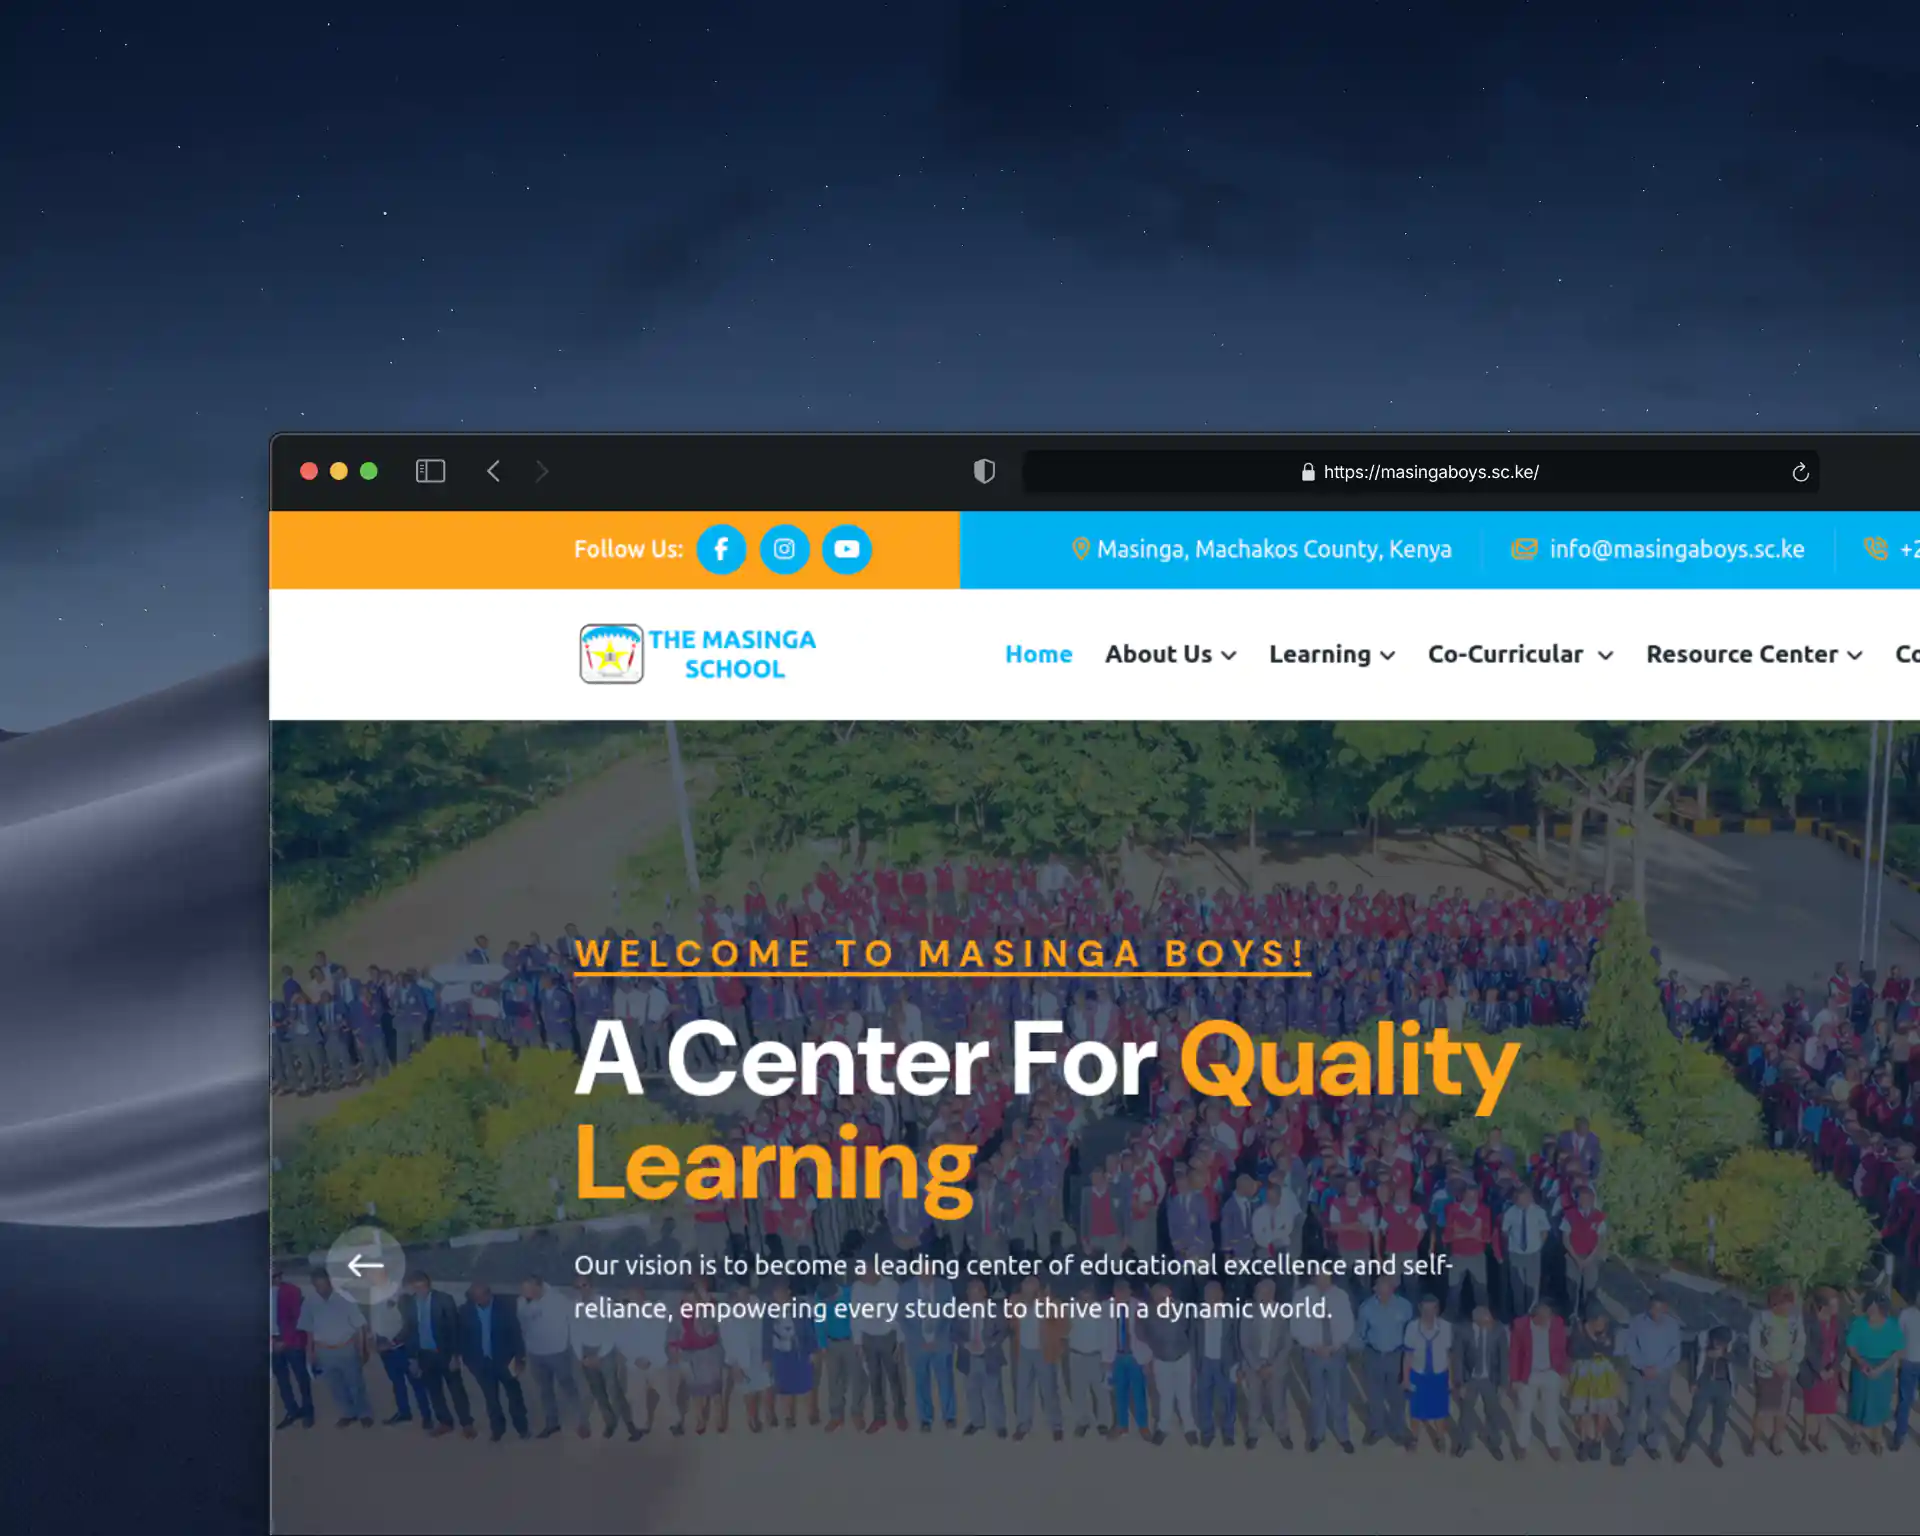 https://masingaboys.sc.ke/
Follow Us:
Masinga, Machakos County, Kenya
info@masingaboys.sc.ke
+2
THE MASINGA
SCHOOL
Home
About Us
Learning
Co-Curricular
Resource Center
Co
WELCOME TO MASINGA BOYS!
A Center For Quality
Learning
Our vision is to become a leading center of educational excellence and self-
reliance, empowering every student to thrive in a dynamic world.